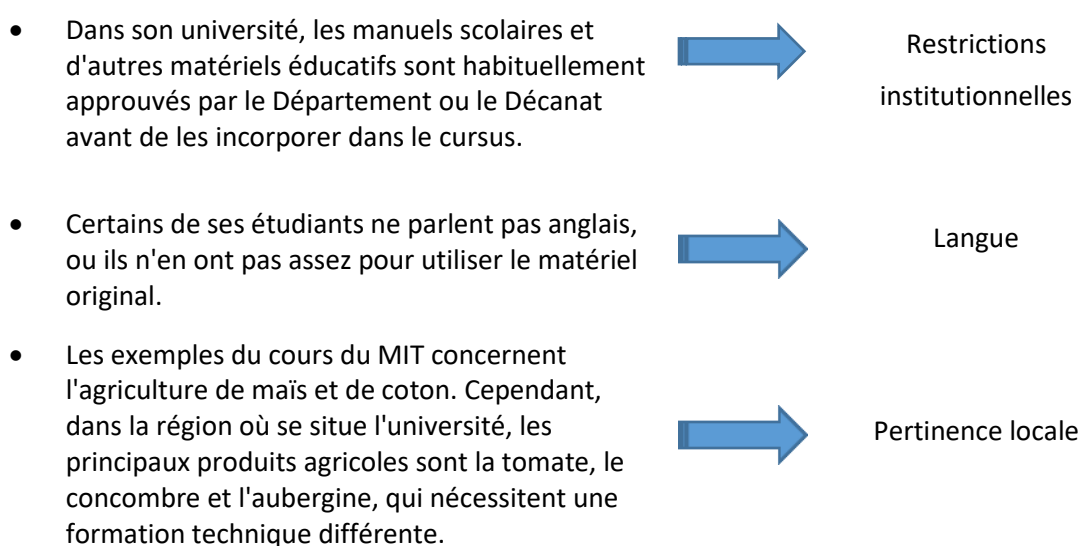 • Dans son université, les manuels scolaires et
d'autres matériels éducatifs sont habituellement
approuvés par le Département ou le Décanat
avant de les incorporer dans le cursus.
Restrictions
institutionnelles
• Certains de ses étudiants ne parlent pas anglais,
ou ils n'en ont pas assez pour utiliser le matériel
original.
Langue
• Les exemples du cours du MIT concernent
l'agriculture de maïs et de coton. Cependant,
dans la région où se situe l'université, les
principaux produits agricoles sont la tomate, le
concombre et l'aubergine, qui nécessitent une
formation technique différente.
Pertinence locale